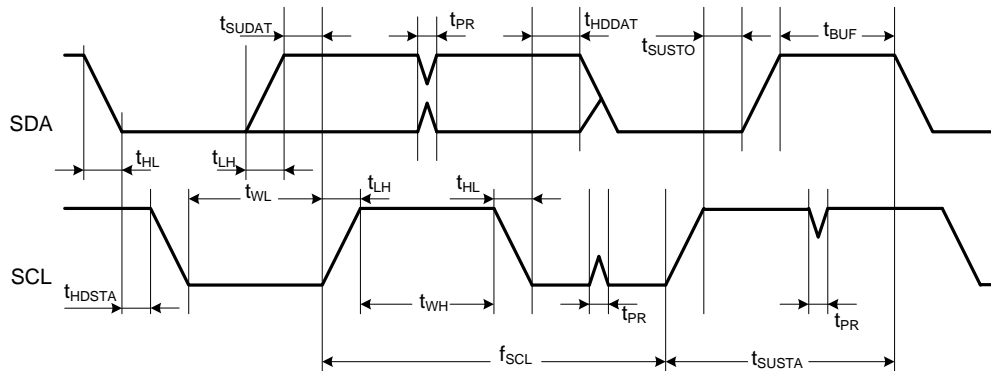 tSUDAT tPR tHDDAT tSUSTO tBUF
SDA
tHL tLH tWL tLH tHL
SCL
tHDSTA tWH tPR tPR
fSCL tSUSTA